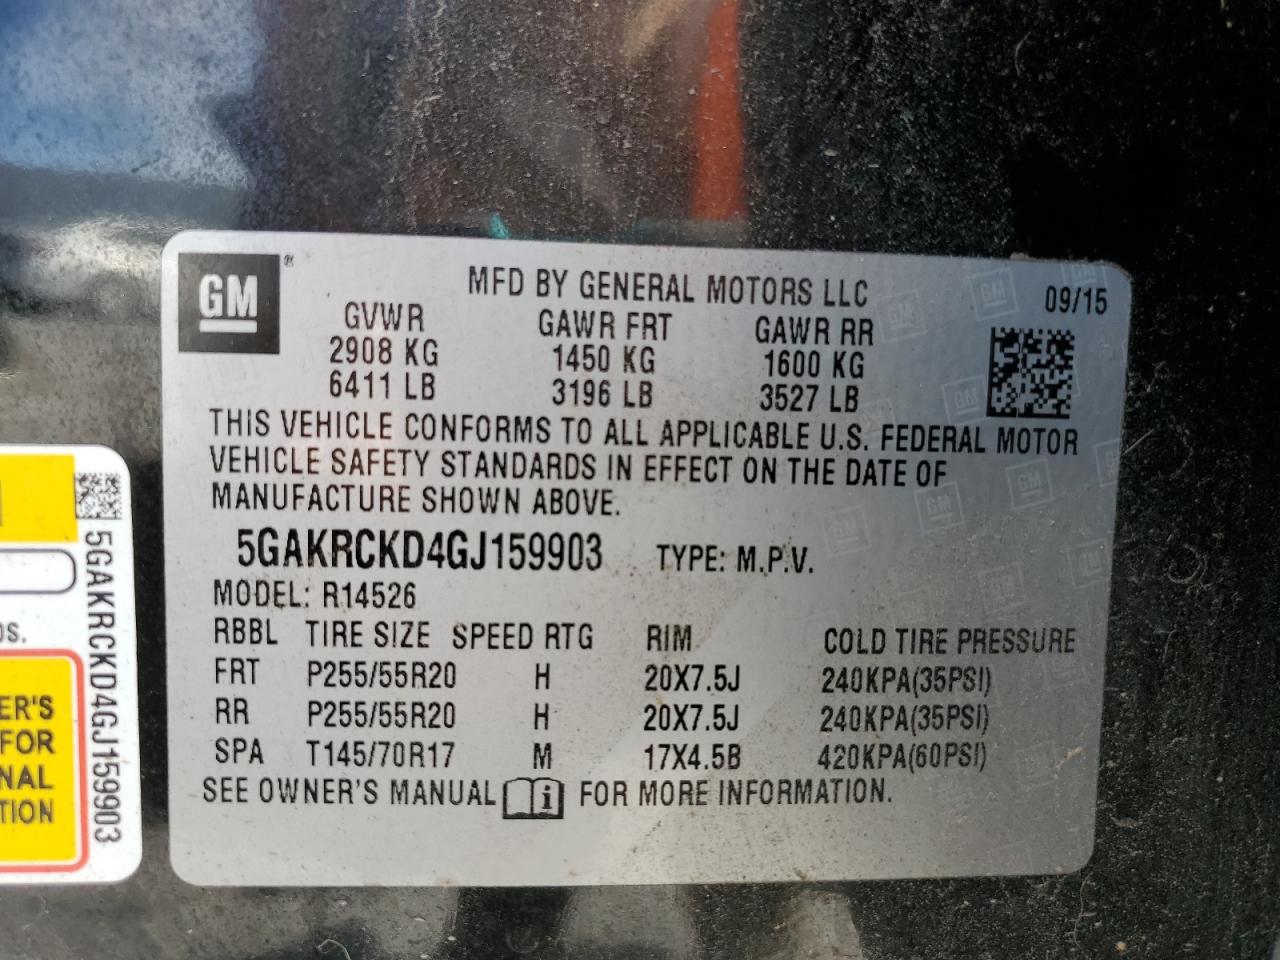 GM ®
MFD BY GENERAL MOTORS LLC
09/15
GVWR GAWR FRT GAWR RR
2908 KG 1450 KG 1600 KG
6411 LB 3196 LB 3527 LB
THIS VEHICLE CONFORMS TO ALL APPLICABLE U.S. FEDERAL MOTOR
VEHICLE SAFETY STANDARDS IN EFFECT ON THE DATE OF
MANUFACTURE SHOWN ABOVE.
5GAKRCKD4GJ159903 TYPE: M.P.V.
MODEL: R14526
RBBL TIRE SIZE SPEED RTG RIM COLD TIRE PRESSURE
FRT P255/55R20 H 20X7.5J 240KPA(35PSI)
RR P255/55R20 H 20X7.5J 240KPA(35PSI)
SPA T145/70R17 M 17X4.5B 420KPA(60PSI)
SEE OWNER'S MANUAL i FOR MORE INFORMATION.
5GAKRCKD4GJ159903
ER'S
FOR
NAL
TION